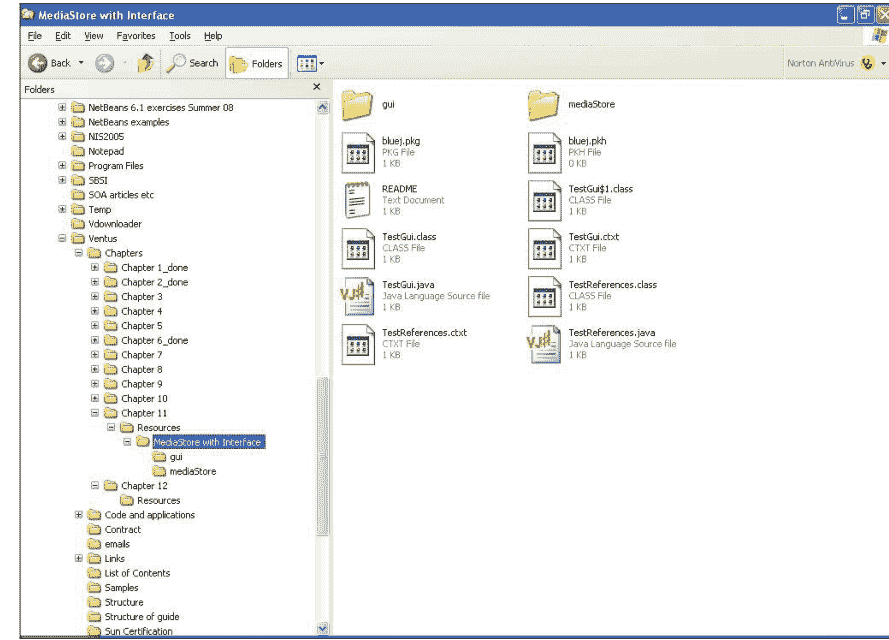 MediaStore with Interface
File Edit View Favorites Tools Help
Back Search Folders Norton AntiVirus
Folders
NetBeans 6.1 exercises Summer 08
NetBeans examples
NIS2005
Notepad
Program Files
SBSI
SOA articles etc
Temp
Vdownloader
Ventus
Chapters
Chapter 1_done
Chapter 2_done
Chapter 3
Chapter 4
Chapter 5
Chapter 6_done
Chapter 7
Chapter 8
Chapter 9
Chapter 10
Chapter 11
Resources
MediaStore with Interface
gui
mediaStore
Chapter 12
Resources
Code and applications
Contract
emails
Links
List of Contents
Samples
Structure
Structure of guide
Sun Certification
gui
mediaStore
bluej.pkg
PKG File
1 KB
bluej.pkh
PKH File
0 KB
README
Text Document
1 KB
TestGui$1.class
CLASS File
1 KB
TestGui.class
CLASS File
1 KB
TestGui.ctxt
CTXT File
1 KB
TestGui.java
Java Language Source file
1 KB
TestReferences.class
CLASS File
1 KB
TestReferences.ctxt
CTXT File
1 KB
TestReferences.java
Java Language Source file
1 KB